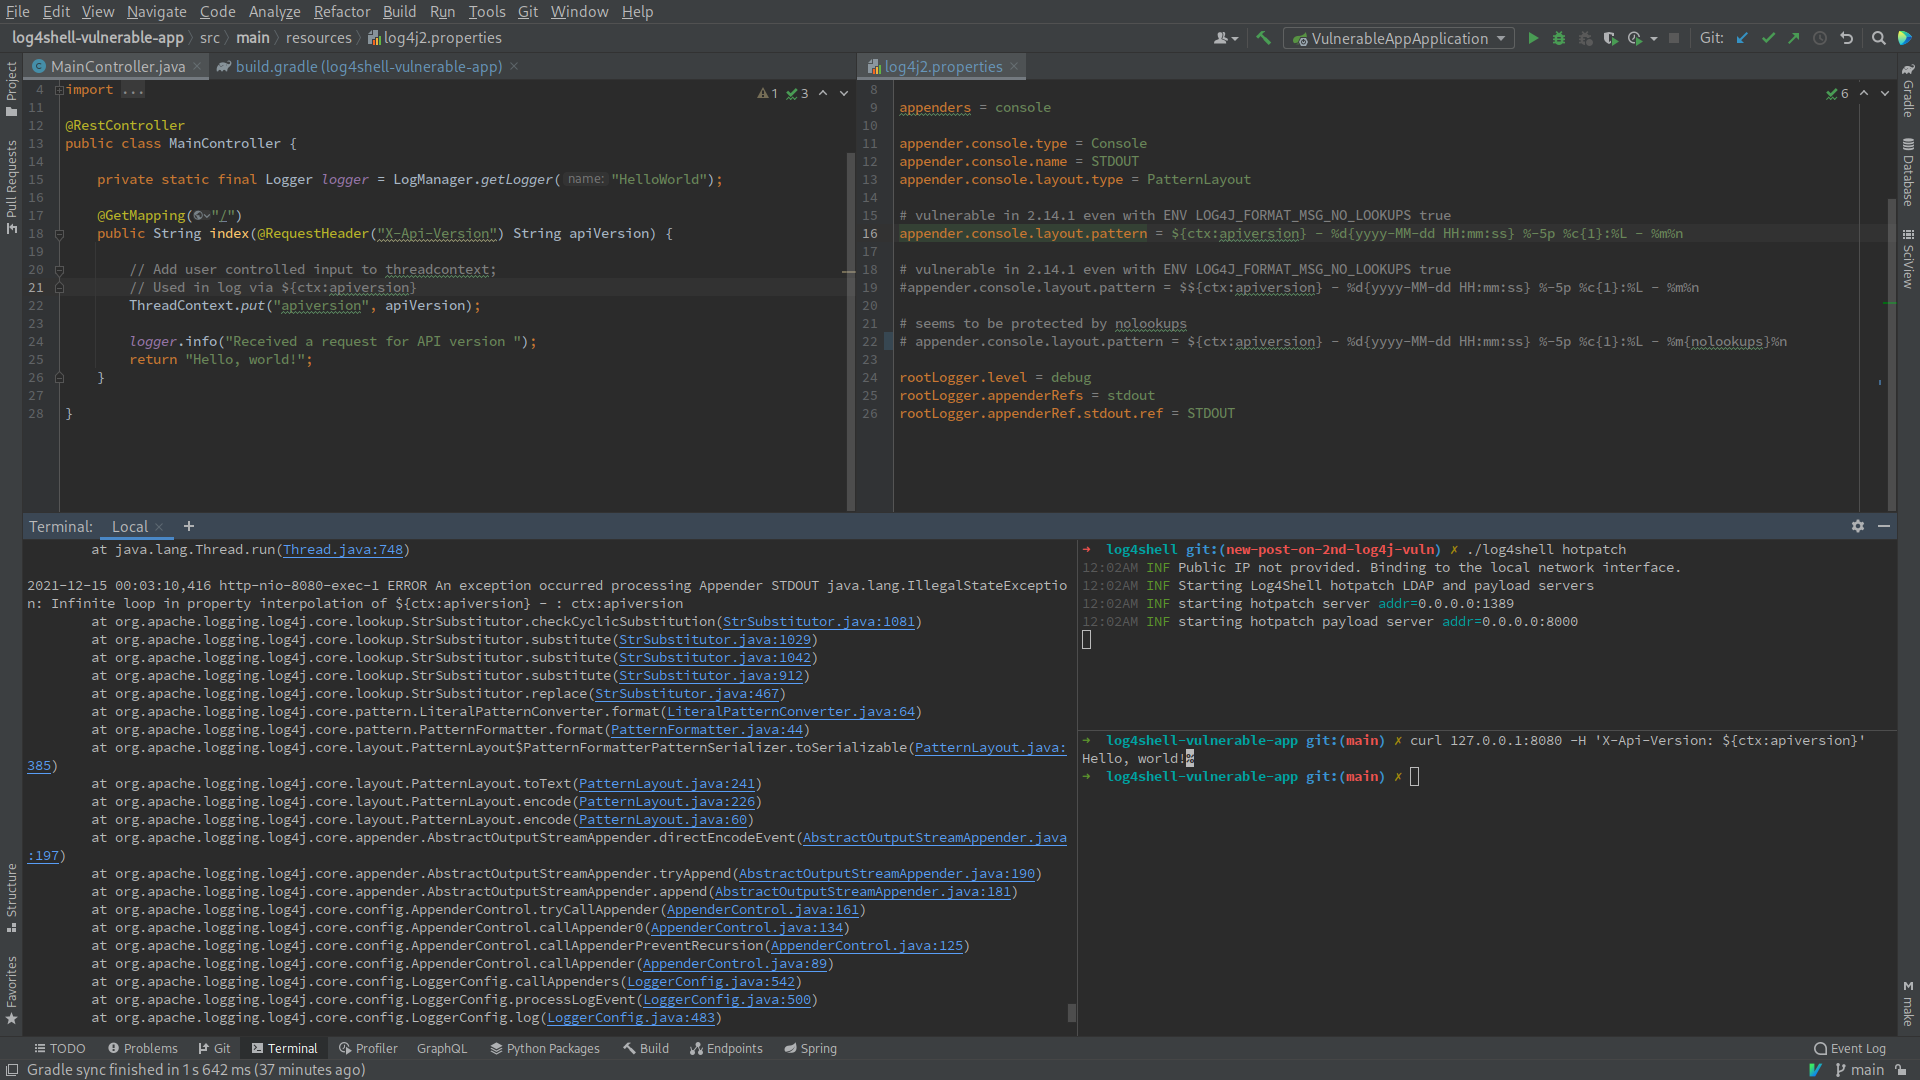 File Edit View Navigate Code Analyze Refactor Build Run Tools Git Window Help
log4shell-vulnerable-app src main resources log4j2.properties
VulnerableAppApplication Git:
Project
Pull Requests
Structure
Favorites
MainController.java build.gradle (log4shell-vulnerable-app)
1 3
4 import ...
11
12 @RestController
13 public class MainController {
14
15 private static final Logger logger = LogManager.getLogger( name: "HelloWorld");
16
17 @GetMapping("/")
18 public String index(@RequestHeader("X-Api-Version") String apiVersion) {
19
20 // Add user controlled input to threadcontext;
21 // Used in log via ${ctx:apiversion}
22 ThreadContext.put("apiversion", apiVersion);
23
24 logger.info("Received a request for API version ");
25 return "Hello, world!";
26 }
27
28 }
log4j2.properties
6
8
9 appenders = console
10
11 appender.console.type = Console
12 appender.console.name = STDOUT
13 appender.console.layout.type = PatternLayout
14
15 # vulnerable in 2.14.1 even with ENV LOG4J_FORMAT_MSG_NO_LOOKUPS true
16 appender.console.layout.pattern = ${ctx:apiversion} - %d{yyyy-MM-dd HH:mm:ss} %-5p %c{1}:%L - %m%n
17
18 # vulnerable in 2.14.1 even with ENV LOG4J_FORMAT_MSG_NO_LOOKUPS true
19 #appender.console.layout.pattern = $${ctx:apiversion} - %d{yyyy-MM-dd HH:mm:ss} %-5p %c{1}:%L - %m%n
20
21 # seems to be protected by nolookups
22 # appender.console.layout.pattern = ${ctx:apiversion} - %d{yyyy-MM-dd HH:mm:ss} %-5p %c{1}:%L - %m{nolookups}%n
23
24 rootLogger.level = debug
25 rootLogger.appenderRefs = stdout
26 rootLogger.appenderRef.stdout.ref = STDOUT
Gradle
Database
SciView
make
Terminal: Local +
at java.lang.Thread.run(Thread.java:748)
2021-12-15 00:03:10,416 http-nio-8080-exec-1 ERROR An exception occurred processing Appender STDOUT java.lang.IllegalStateExceptio
n: Infinite loop in property interpolation of ${ctx:apiversion} - : ctx:apiversion
at org.apache.logging.log4j.core.lookup.StrSubstitutor.checkCyclicSubstitution(StrSubstitutor.java:1081)
at org.apache.logging.log4j.core.lookup.StrSubstitutor.substitute(StrSubstitutor.java:1029)
at org.apache.logging.log4j.core.lookup.StrSubstitutor.substitute(StrSubstitutor.java:1042)
at org.apache.logging.log4j.core.lookup.StrSubstitutor.substitute(StrSubstitutor.java:912)
at org.apache.logging.log4j.core.lookup.StrSubstitutor.replace(StrSubstitutor.java:467)
at org.apache.logging.log4j.core.pattern.LiteralPatternConverter.format(LiteralPatternConverter.java:64)
at org.apache.logging.log4j.core.pattern.PatternFormatter.format(PatternFormatter.java:44)
at org.apache.logging.log4j.core.layout.PatternLayout$PatternFormatterPatternSerializer.toSerializable(PatternLayout.java:
385)
at org.apache.logging.log4j.core.layout.PatternLayout.toText(PatternLayout.java:241)
at org.apache.logging.log4j.core.layout.PatternLayout.encode(PatternLayout.java:226)
at org.apache.logging.log4j.core.layout.PatternLayout.encode(PatternLayout.java:60)
at org.apache.logging.log4j.core.appender.AbstractOutputStreamAppender.directEncodeEvent(AbstractOutputStreamAppender.java
:197)
at org.apache.logging.log4j.core.appender.AbstractOutputStreamAppender.tryAppend(AbstractOutputStreamAppender.java:190)
at org.apache.logging.log4j.core.appender.AbstractOutputStreamAppender.append(AbstractOutputStreamAppender.java:181)
at org.apache.logging.log4j.core.config.AppenderControl.tryCallAppender(AppenderControl.java:161)
at org.apache.logging.log4j.core.config.AppenderControl.callAppender0(AppenderControl.java:134)
at org.apache.logging.log4j.core.config.AppenderControl.callAppenderPreventRecursion(AppenderControl.java:125)
at org.apache.logging.log4j.core.config.AppenderControl.callAppender(AppenderControl.java:89)
at org.apache.logging.log4j.core.config.LoggerConfig.callAppenders(LoggerConfig.java:542)
at org.apache.logging.log4j.core.config.LoggerConfig.processLogEvent(LoggerConfig.java:500)
at org.apache.logging.log4j.core.config.LoggerConfig.log(LoggerConfig.java:483)
➜ log4shell git:(new-post-on-2nd-log4j-vuln) ✗ ./log4shell hotpatch
12:02AM INF Public IP not provided. Binding to the local network interface.
12:02AM INF Starting Log4Shell hotpatch LDAP and payload servers
12:02AM INF starting hotpatch server addr=0.0.0.0:1389
12:02AM INF starting hotpatch payload server addr=0.0.0.0:8000
➜ log4shell-vulnerable-app git:(main) ✗ curl 127.0.0.1:8080 -H 'X-Api-Version: ${ctx:apiversion}'
Hello, world!%
➜ log4shell-vulnerable-app git:(main) ✗
TODO Problems Git Terminal Profiler GraphQL Python Packages Build Endpoints Spring Event Log
Gradle sync finished in 1 s 642 ms (37 minutes ago) main